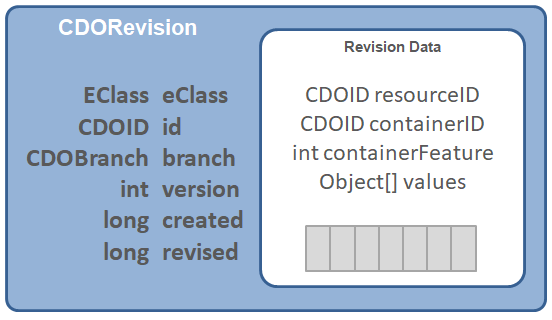 CDORevision
EClass eClass
CDOID id
CDOBranch branch
int version
long created
long revised
Revision Data
CDOID resourceID
CDOID containerID
int containerFeature
Object[] values